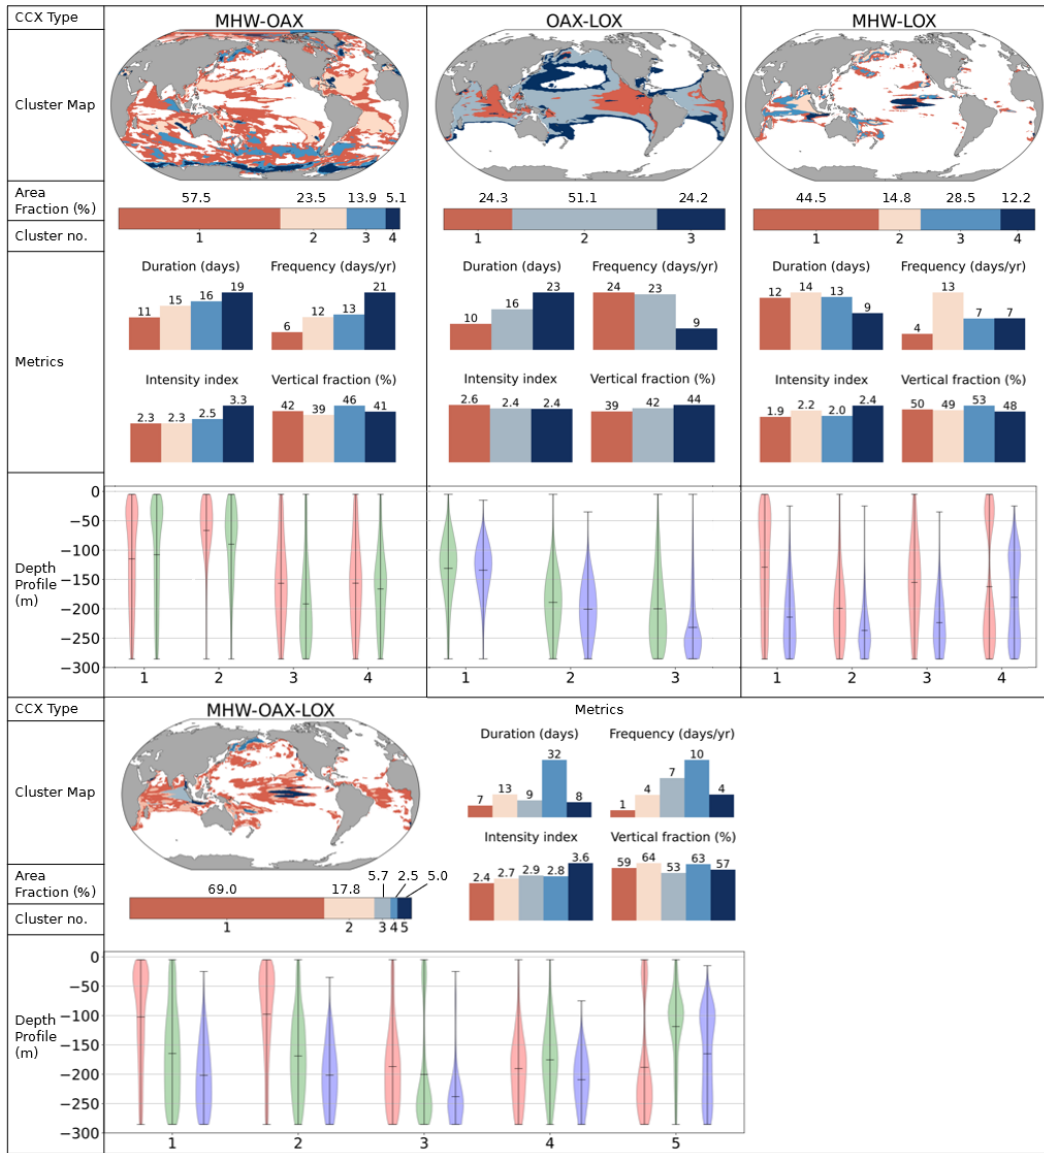 CCX Type
MHW-OAX
OAX-LOX
MHW-LOX
Cluster Map
Area
Fraction (%)
57.5 23.5 13.9 5.1
24.3 51.1 24.2
44.5 14.8 28.5 12.2
Cluster no.
1 2 3 4
1 2 3
1 2 3 4
Metrics
Duration (days)
11 15 16 19
Frequency (days/yr)
6 12 13 21
Duration (days)
10 16 23
Frequency (days/yr)
24 23 9
Duration (days)
12 14 13 9
Frequency (days/yr)
4 13 7 7
Intensity index
2.3 2.3 2.5 3.3
Vertical fraction (%)
42 39 46 41
Intensity index
2.6 2.4 2.4
Vertical fraction (%)
39 42 44
Intensity index
1.9 2.2 2.0 2.4
Vertical fraction (%)
50 49 53 48
Depth
Profile
(m)
0
−50
−100
−150
−200
−250
−300
1 2 3 4
1 2 3
1 2 3 4
CCX Type
MHW-OAX-LOX
Metrics
Cluster Map
Duration (days)
7 13 9 32 8
Frequency (days/yr)
1 4 7 10 4
Intensity index
2.4 2.7 2.9 2.8 3.6
Vertical fraction (%)
59 64 53 63 57
Area
Fraction (%)
69.0 17.8 5.7 2.5 5.0
Cluster no.
1 2 3 4 5
Depth
Profile
(m)
0
−50
−100
−150
−200
−250
−300
1 2 3 4 5